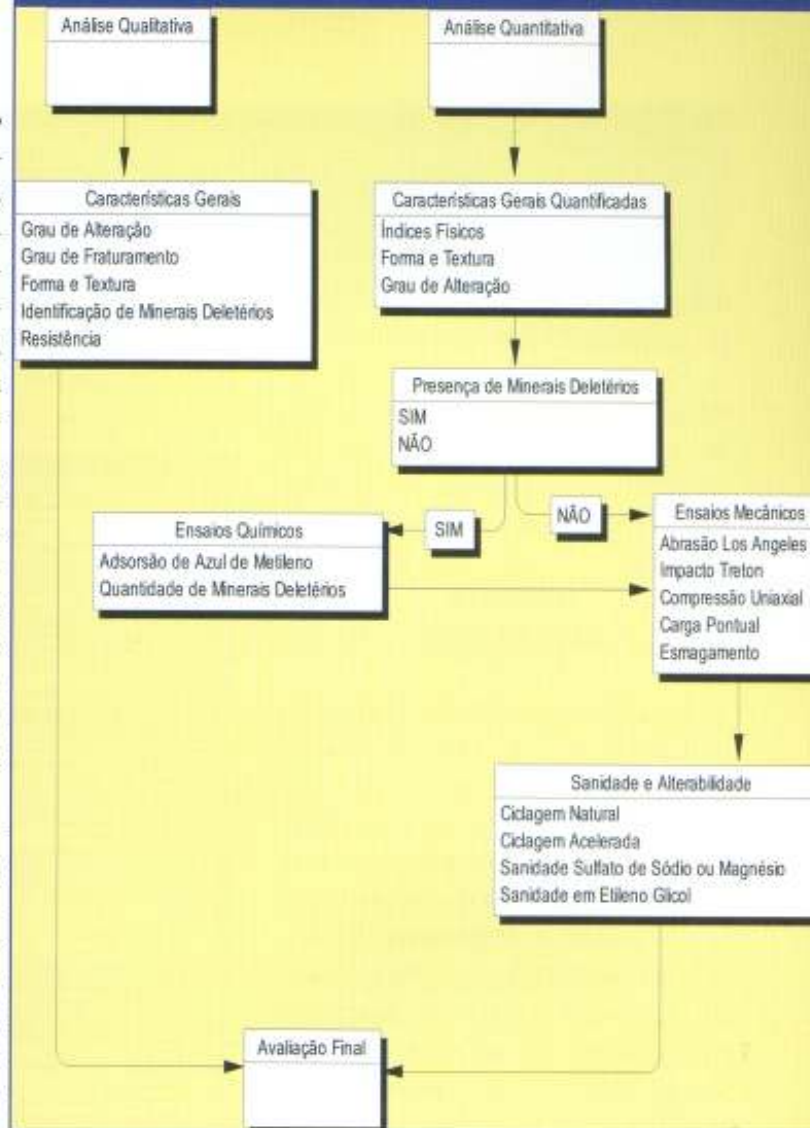 Análise Qualitativa
Análise Quantitativa
Características Gerais
Grau de Alteração
Grau de Fraturamento
Forma e Textura
Identificação de Minerais Deletérios
Resistência
Características Gerais Quantificadas
Índices Físicos
Forma e Textura
Grau de Alteração
Presença de Minerais Deletérios
SIM
NÃO
SIM
NÃO
Ensaios Químicos
Adsorsão de Azul de Metileno
Quantidade de Minerais Deletérios
Ensaios Mecânicos
Abrasão Los Angeles
Impacto Treton
Compressão Uniaxial
Carga Pontual
Esmagamento
Sanidade e Alterabilidade
Ciclagem Natural
Ciclagem Acelerada
Sanidade Sulfato de Sódio ou Magnésio
Sanidade em Etileno Glicol
Avaliação Final